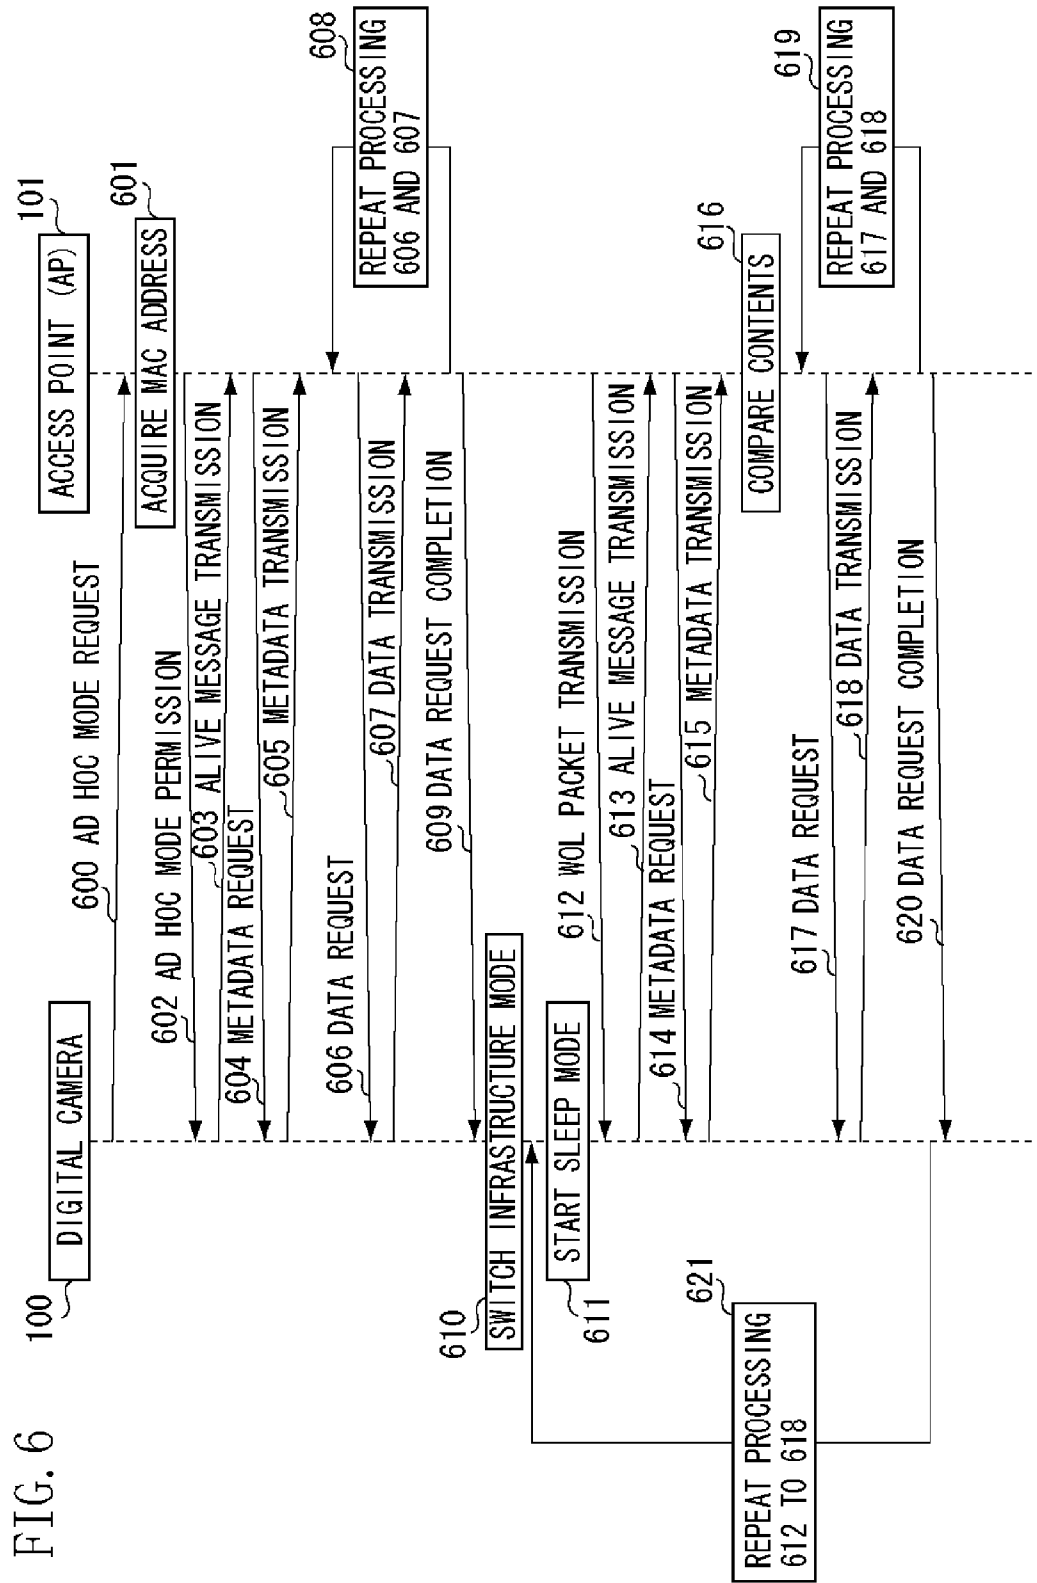 FIG. 6
100
DIGITAL CAMERA
101
ACCESS POINT (AP)
600 AD HOC MODE REQUEST
601
ACQUIRE MAC ADDRESS
602 AD HOC MODE PERMISSION
603 ALIVE MESSAGE TRANSMISSION
604 METADATA REQUEST
605 METADATA TRANSMISSION
606 DATA REQUEST
607 DATA TRANSMISSION
608
REPEAT PROCESSING
606 AND 607
609 DATA REQUEST COMPLETION
610
SWITCH INFRASTRUCTURE MODE
611
START SLEEP MODE
612 WOL PACKET TRANSMISSION
613 ALIVE MESSAGE TRANSMISSION
614 METADATA REQUEST
615 METADATA TRANSMISSION
616
COMPARE CONTENTS
617 DATA REQUEST
618 DATA TRANSMISSION
619
REPEAT PROCESSING
617 AND 618
620 DATA REQUEST COMPLETION
621
REPEAT PROCESSING
612 TO 618